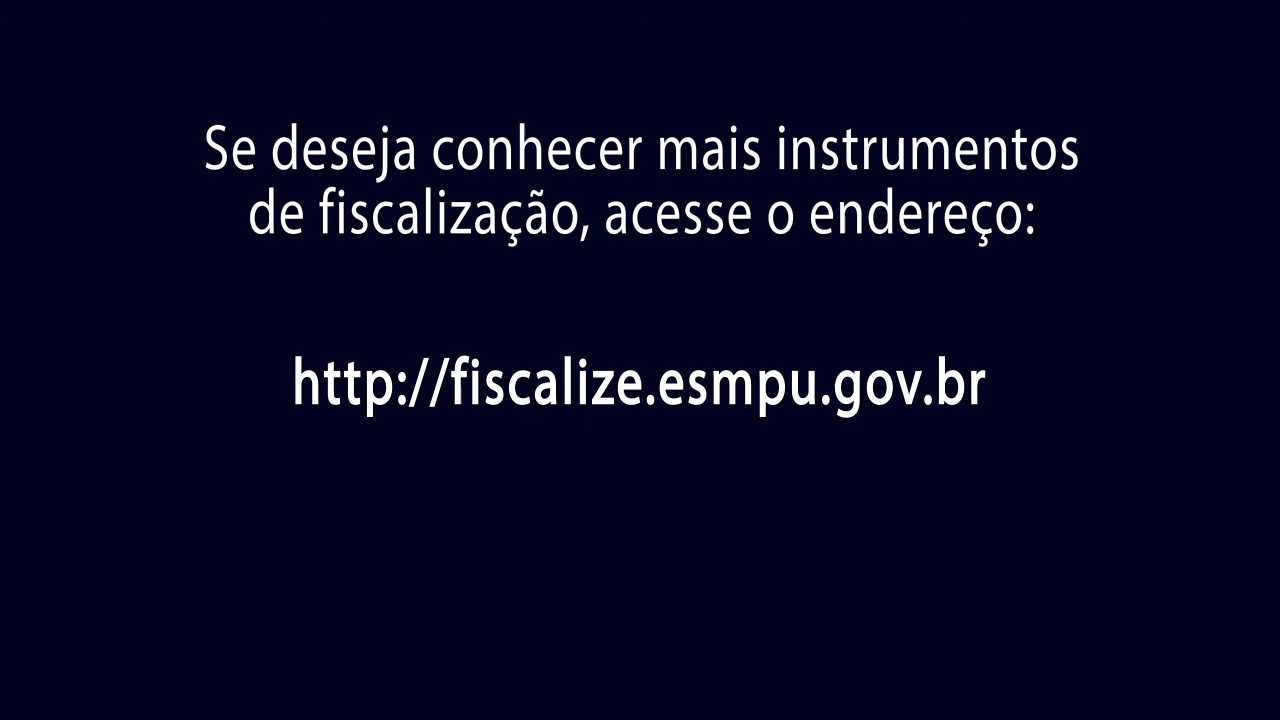 Se deseja conhecer mais instrumentos
de fiscalização, acesse o endereço:
http://fiscalize.esmpu.gov.br